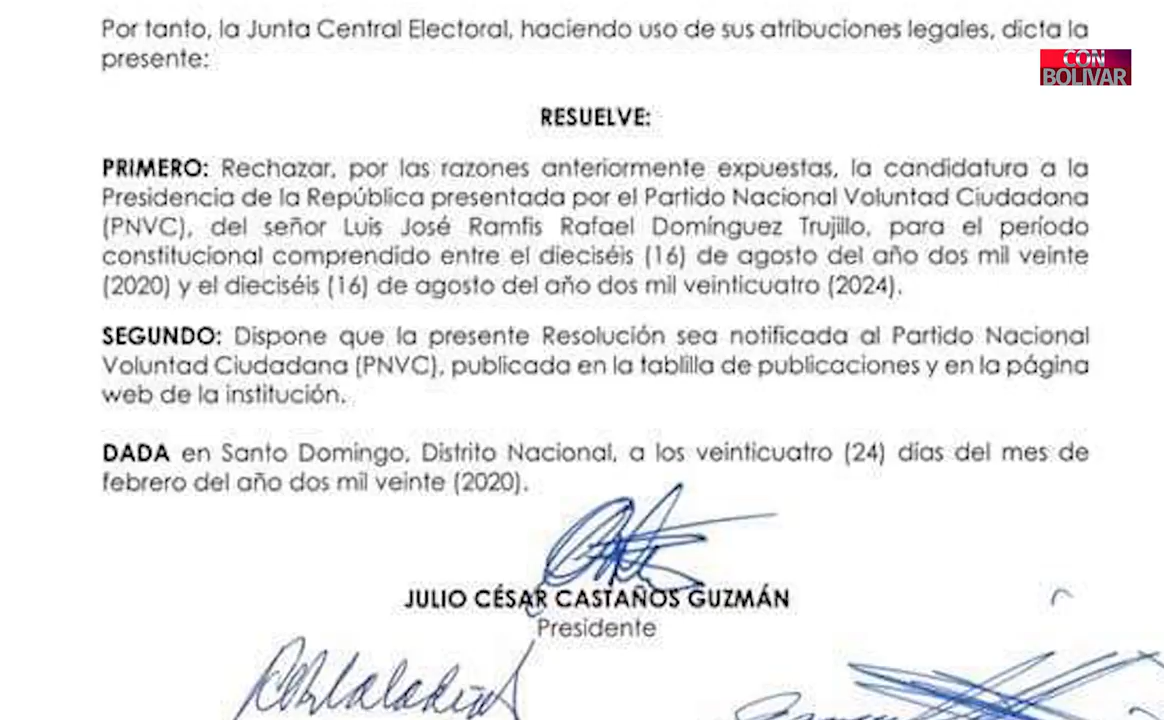 Por tanto, la Junta Central Electoral, haciendo uso de sus atribuciones legales, dicta la
presente:
CON
BOLIVAR
RESUELVE:
PRIMERO: Rechazar, por las razones anteriormente expuestas, la candidatura a la
Presidencia de la República presentada por el Partido Nacional Voluntad Ciudadana
(PNVC), del señor Luis José Ramfis Rafael Domínguez Trujillo, para el período
constitucional comprendido entre el dieciséis (16) de agosto del año dos mil veinte
(2020) y el dieciséis (16) de agosto del año dos mil veinticuatro (2024).
SEGUNDO: Dispone que la presente Resolución sea notificada al Partido Nacional
Voluntad Ciudadana (PNVC), publicada en la tablilla de publicaciones y en la página
web de la institución.
DADA en Santo Domingo, Distrito Nacional, a los veinticuatro (24) días del mes de
febrero del año dos mil veinte (2020).
JULIO CÉSAR CASTAÑOS GUZMÁN
Presidente